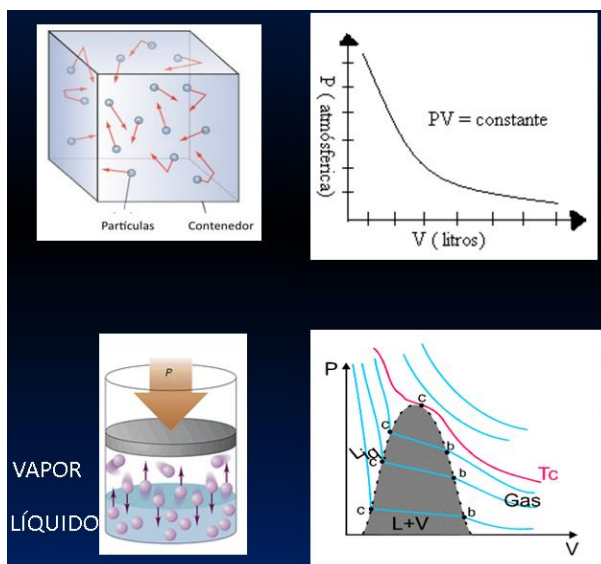 Partículas
Contenedor
P ( atmósferica)
PV = constante
V ( litros)
P
VAPOR
LÍQUIDO
P
c
c
b
Liq
c
b
Tc
Gas
c
L+V
b
V